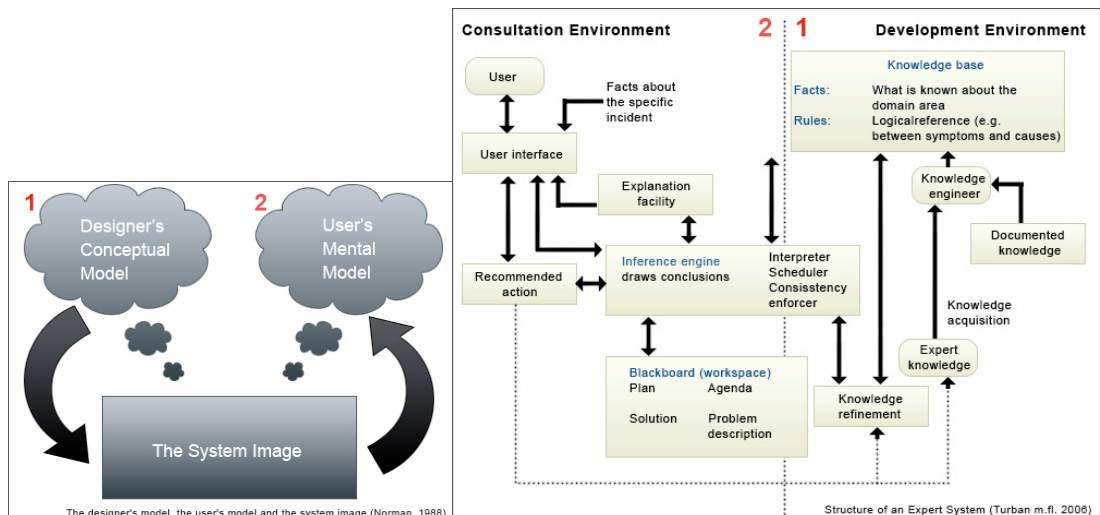 1
Designer's
Conceptual
Model
2
User's
Mental
Model
The System Image
The designer's model, the user's model and the system image (Norman, 1988)
Consultation Environment
2
1
Development Environment
User
Facts about
the specific
incident
User interface
Explanation
facility
Recommended
action
Inference engine
draws conclusions
Interpreter
Scheduler
Consisstency
enforcer
Blackboard (workspace)
Plan Agenda
Solution Problem
description
Knowledge base
Facts: What is known about the
domain area
Rules: Logicalreference (e.g.
between symptoms and causes)
Knowledge
engineer
Documented
knowledge
Knowledge
acquisition
Expert
knowledge
Knowledge
refinement
Structure of an Expert System (Turban m.fl. 2006)